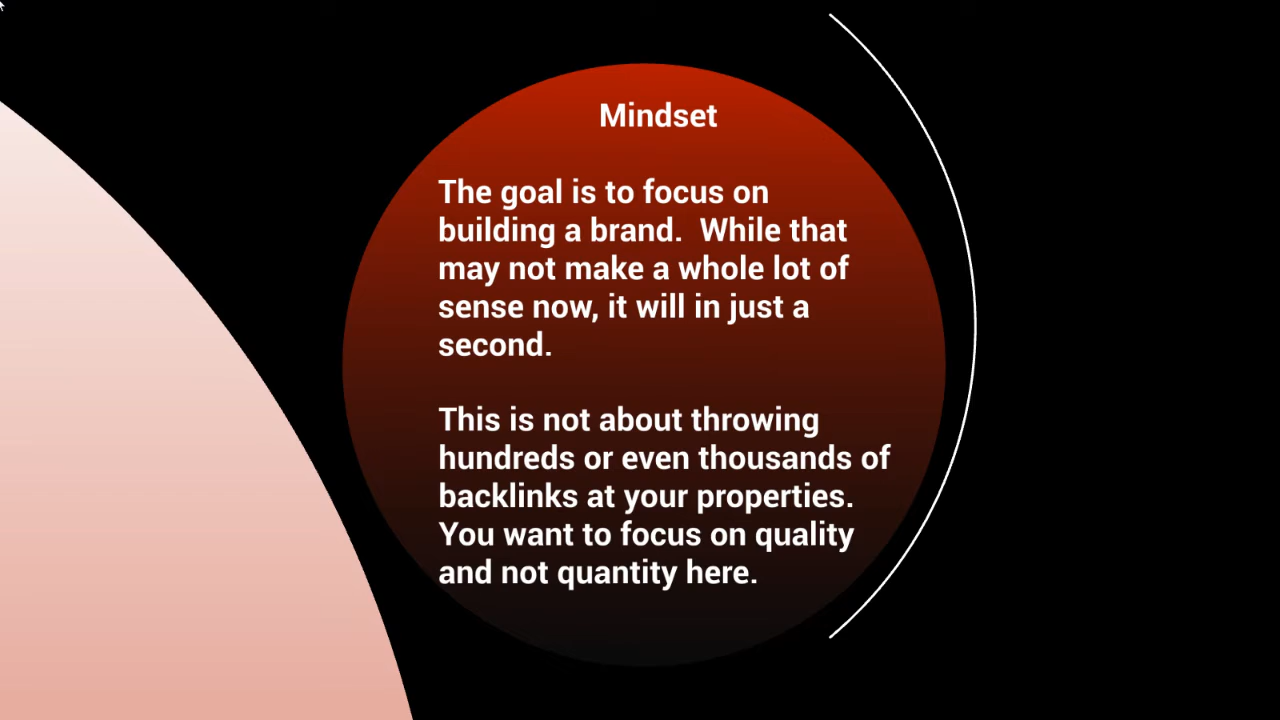 Mindset
The goal is to focus on
building a brand.  While that
may not make a whole lot of
sense now, it will in just a
second.
This is not about throwing
hundreds or even thousands of
backlinks at your properties.
You want to focus on quality
and not quantity here.